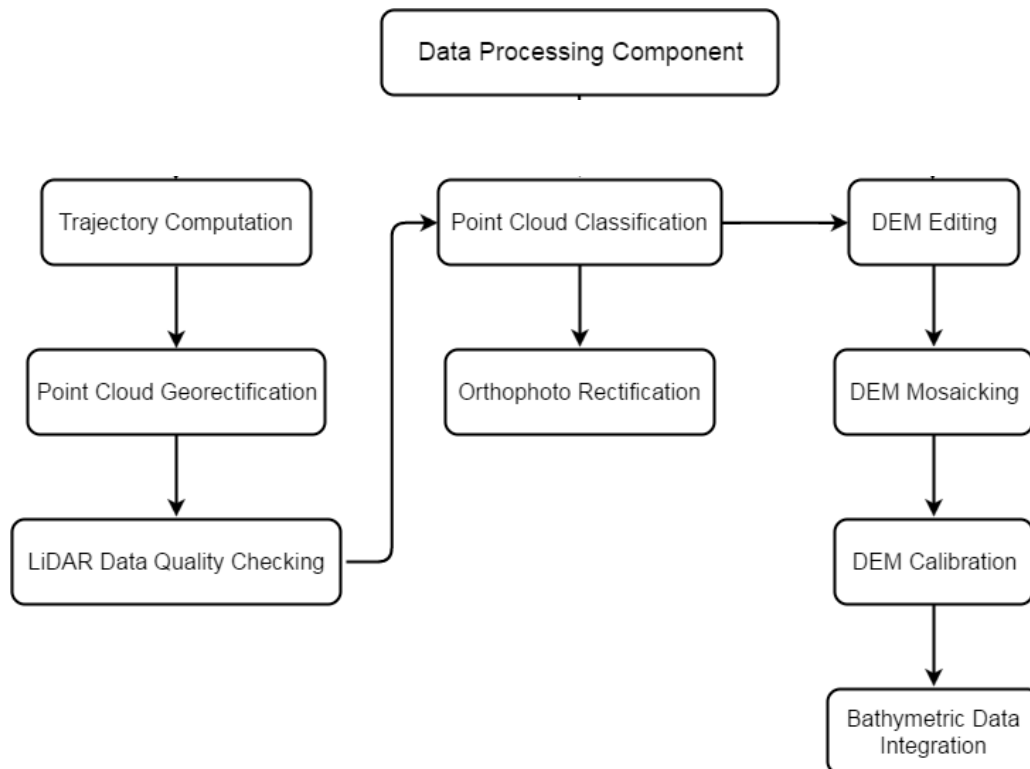 Data Processing Component
Trajectory Computation
Point Cloud Classification
DEM Editing
Point Cloud Georectification
Orthophoto Rectification
DEM Mosaicking
LiDAR Data Quality Checking
DEM Calibration
Bathymetric Data
Integration